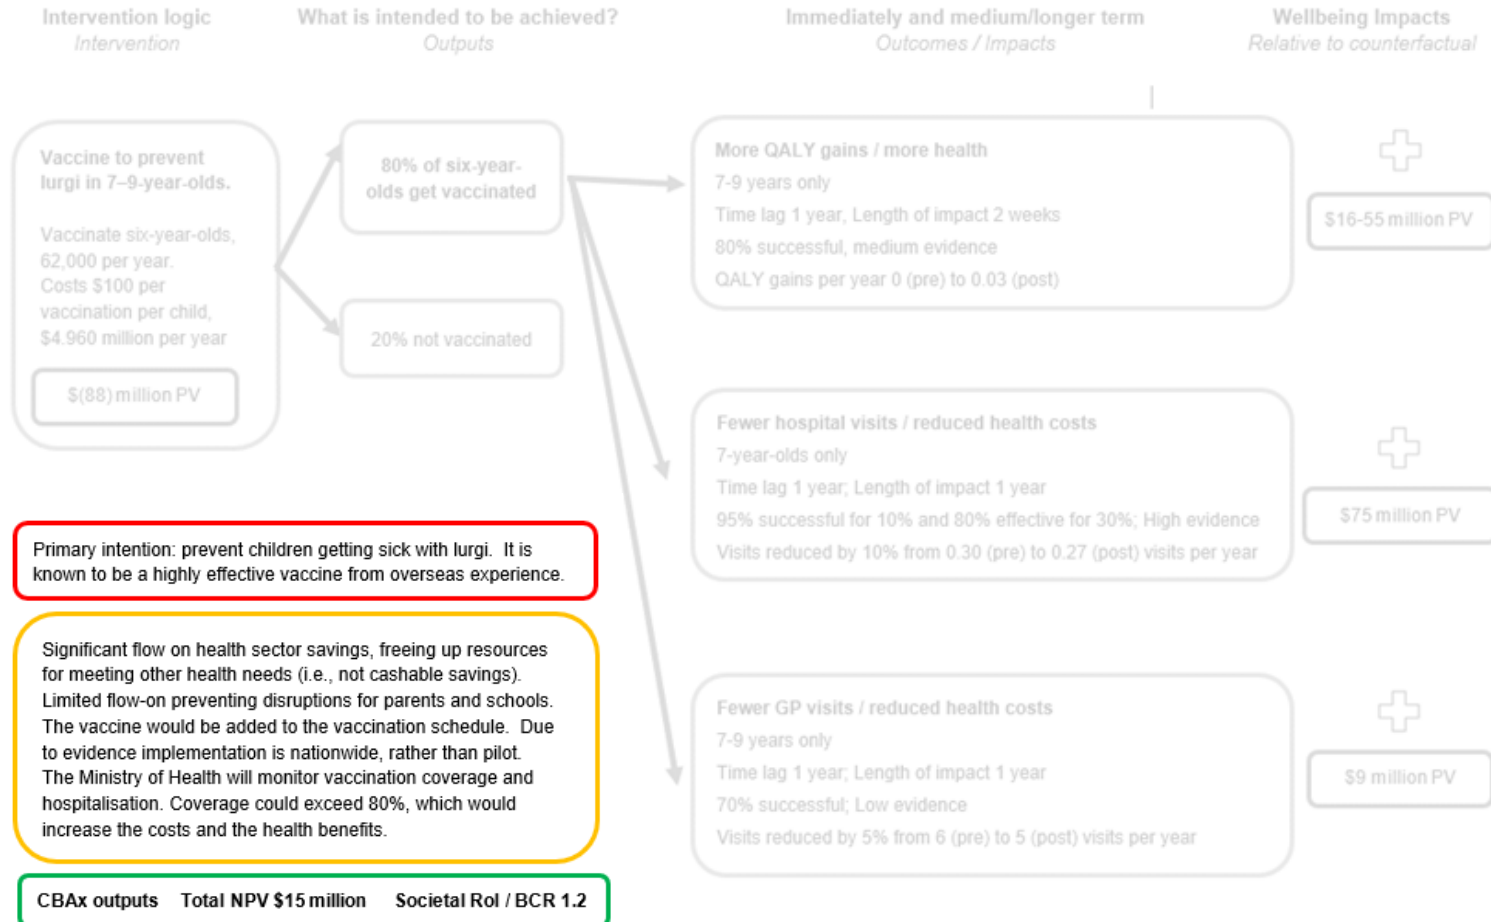 Intervention logic
Intervention
What is intended to be achieved?
Outputs
Immediately and medium/longer term
Outcomes / Impacts
Wellbeing Impacts
Relative to counterfactual
Vaccine to prevent
lurgi in 7–9-year-olds.
Vaccinate six-year-olds,
62,000 per year.
Costs $100 per
vaccination per child,
$4.960 million per year
$(88) million PV
80% of six-year-
olds get vaccinated
20% not vaccinated
More QALY gains / more health
7-9 years only
Time lag 1 year, Length of impact 2 weeks
80% successful, medium evidence
QALY gains per year 0 (pre) to 0.03 (post)
$16-55 million PV
Fewer hospital visits / reduced health costs
7-year-olds only
Time lag 1 year; Length of impact 1 year
95% successful for 10% and 80% effective for 30%; High evidence
Visits reduced by 10% from 0.30 (pre) to 0.27 (post) visits per year
$75 million PV
Fewer GP visits / reduced health costs
7-9 years only
Time lag 1 year; Length of impact 1 year
70% successful; Low evidence
Visits reduced by 5% from 6 (pre) to 5 (post) visits per year
$9 million PV
Primary intention: prevent children getting sick with lurgi. It is
known to be a highly effective vaccine from overseas experience.
Significant flow on health sector savings, freeing up resources
for meeting other health needs (i.e., not cashable savings).
Limited flow-on preventing disruptions for parents and schools.
The vaccine would be added to the vaccination schedule. Due
to evidence implementation is nationwide, rather than pilot.
The Ministry of Health will monitor vaccination coverage and
hospitalisation. Coverage could exceed 80%, which would
increase the costs and the health benefits.
CBAx outputs Total NPV $15 million Societal RoI / BCR 1.2